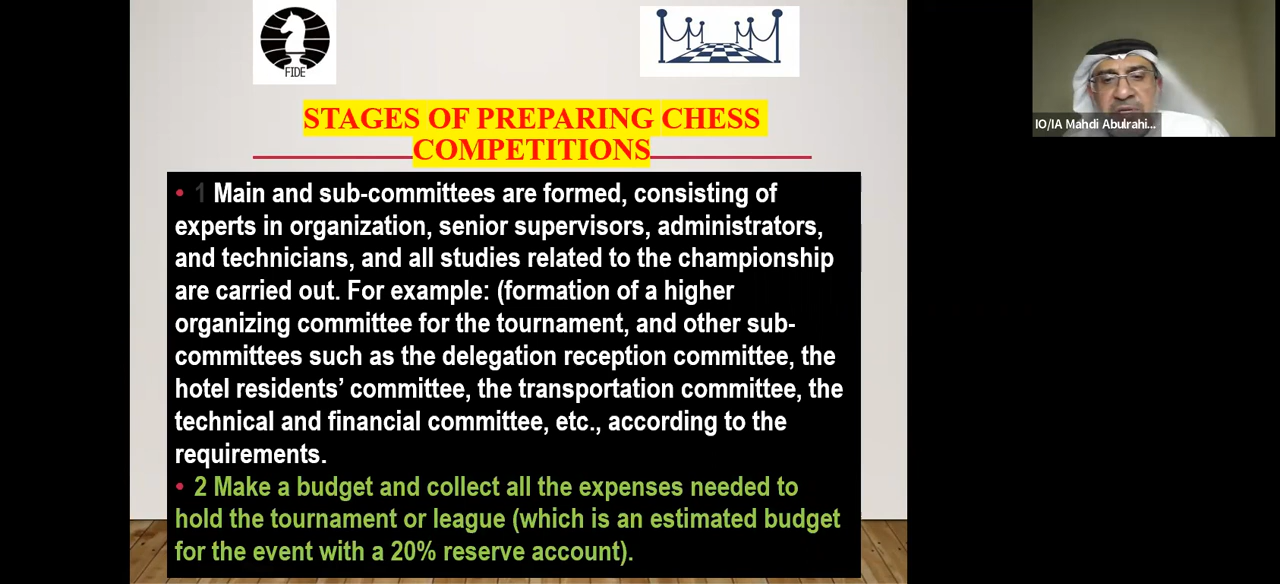 FIDE
STAGES OF PREPARING CHESS
COMPETITIONS
• 1 Main and sub-committees are formed, consisting of
experts in organization, senior supervisors, administrators,
and technicians, and all studies related to the championship
are carried out. For example: (formation of a higher
organizing committee for the tournament, and other sub-
committees such as the delegation reception committee, the
hotel residents’ committee, the transportation committee, the
technical and financial committee, etc., according to the
requirements.
• 2 Make a budget and collect all the expenses needed to
hold the tournament or league (which is an estimated budget
for the event with a 20% reserve account).
IO/IA Mahdi Abulrahi...